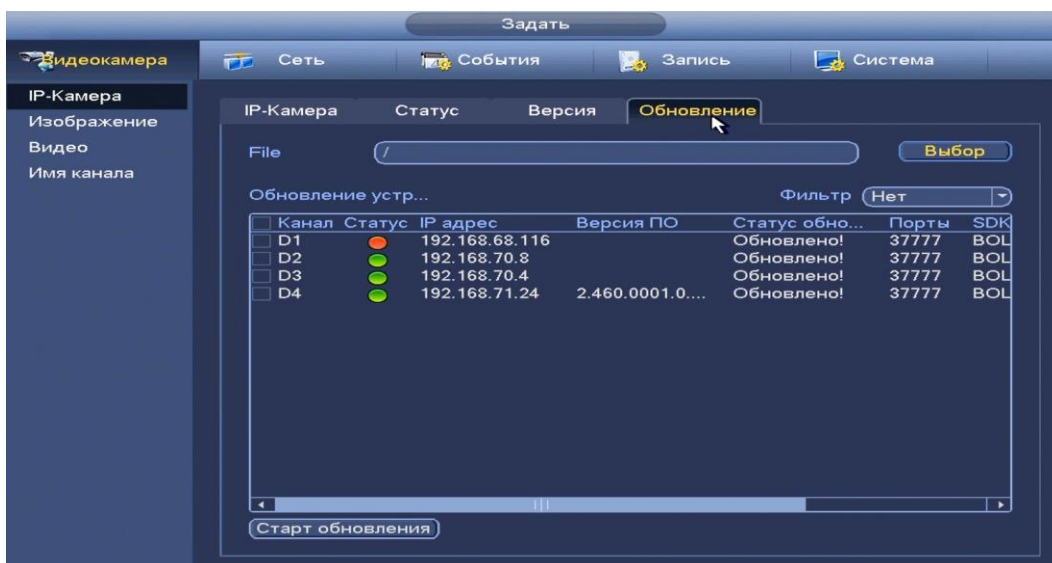 Задать
Видеокамера Сеть События Запись Система
IP-Камера
Изображение
Видео
Имя канала
IP-Камера Статус Версия Обновление
File / Выбор
Обновление устр... Фильтр Нет
Канал Статус IP адрес Версия ПО Статус обно... Порты SDK
D1 192.168.68.116 Обновлено! 37777 BOL
D2 192.168.70.8 Обновлено! 37777 BOL
D3 192.168.70.4 Обновлено! 37777 BOL
D4 192.168.71.24 2.460.0001.0.... Обновлено! 37777 BOL
Старт обновления